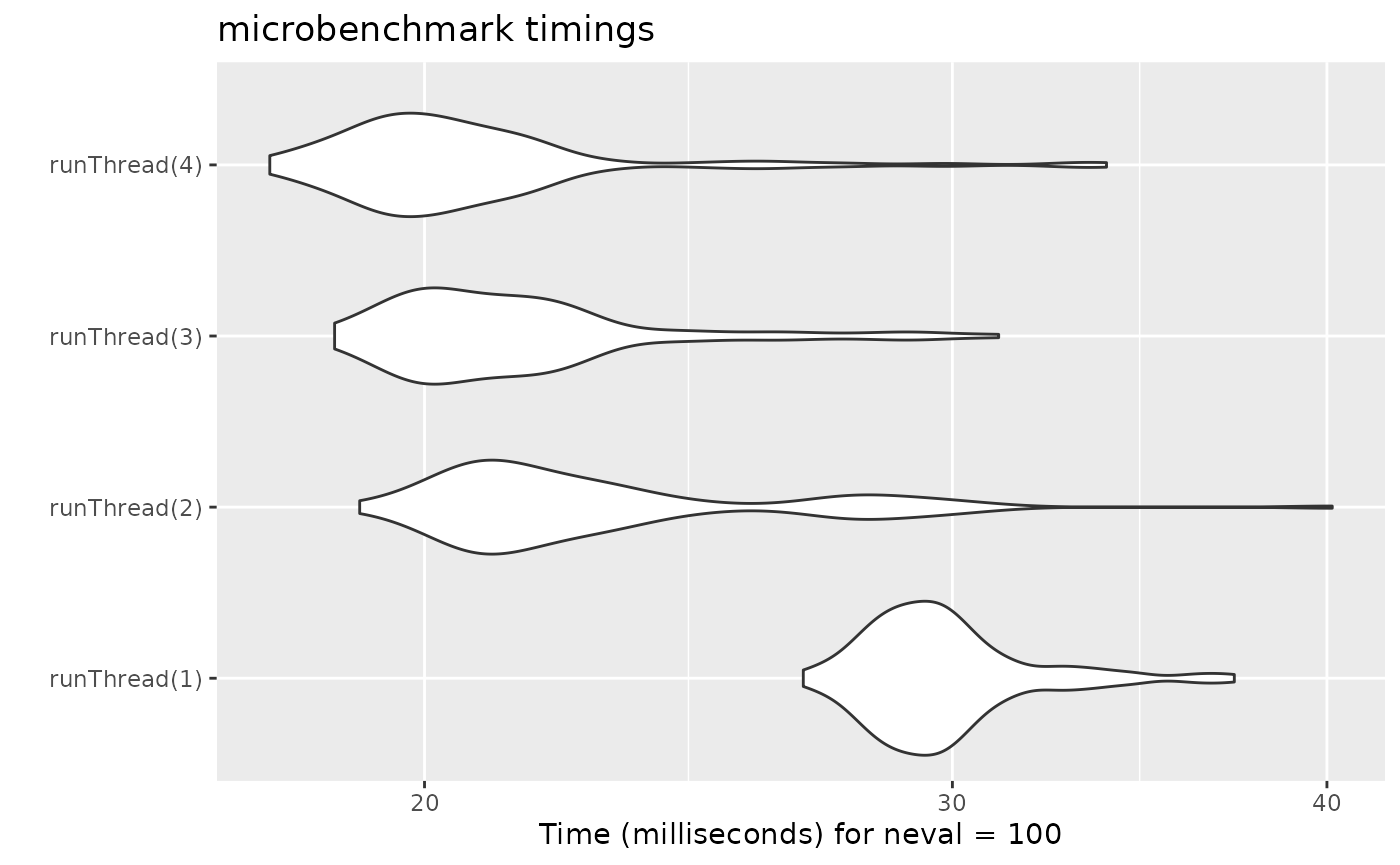 microbenchmark timings
runThread(4)
runThread(3)
runThread(2)
runThread(1)
20 30 40
Time (milliseconds) for neval = 100